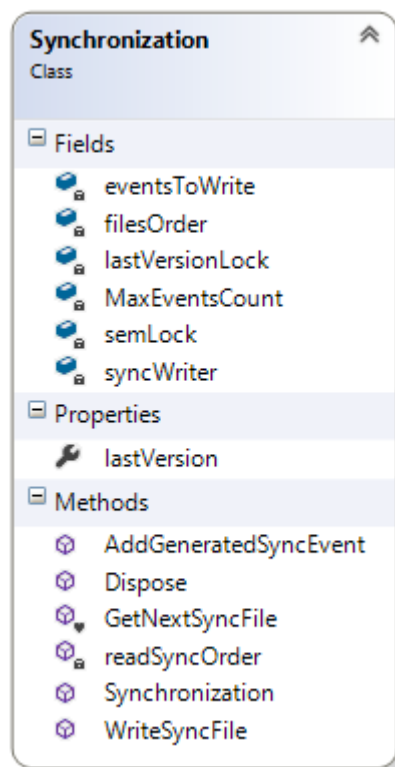 Synchronization
Class
Fields
eventsToWrite
filesOrder
lastVersionLock
MaxEventsCount
semLock
syncWriter
Properties
lastVersion
Methods
AddGeneratedSyncEvent
Dispose
GetNextSyncFile
readSyncOrder
Synchronization
WriteSyncFile